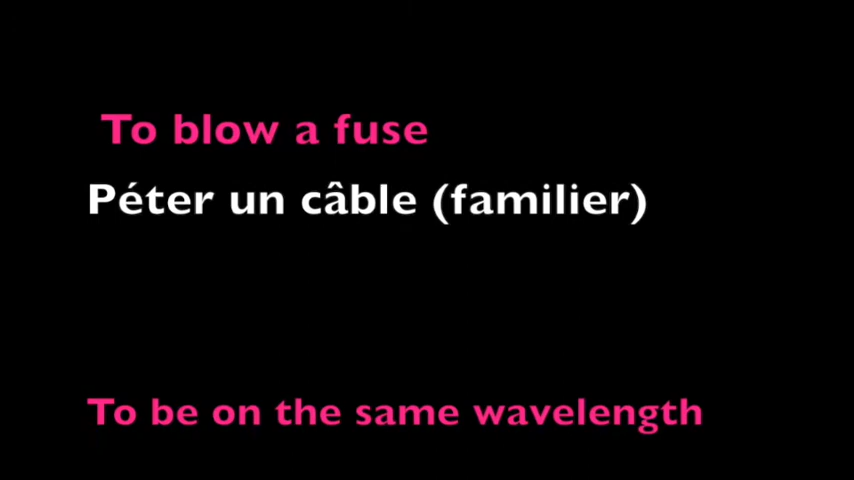 To blow a fuse
Péter un câble (familier)
To be on the same wavelength